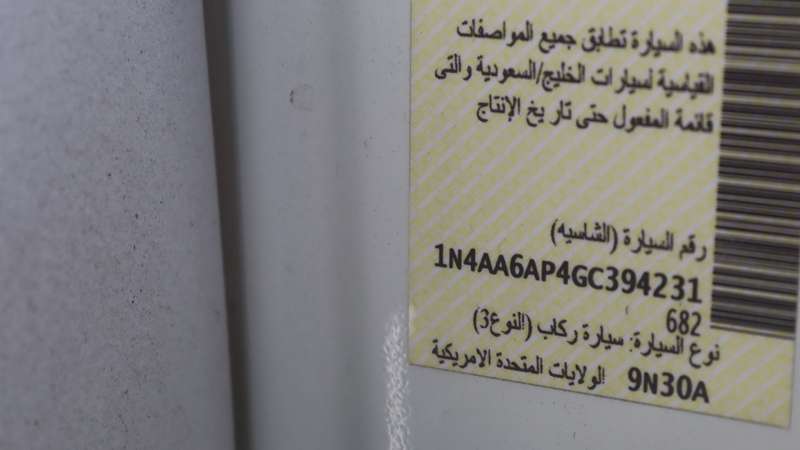 هذه السيارة تطابق جميع المواصفات
القياسية لسيارات الخليج/السعودية والتى
قائمة المفعول حتى تاريخ الإنتاج
رقم السيارة (الشاسيه)
1N4AA6AP4GC394231
682
نوع السيارة: سيارة ركاب (النوع3)
الولايات المتحدة الامريكية 9N30A